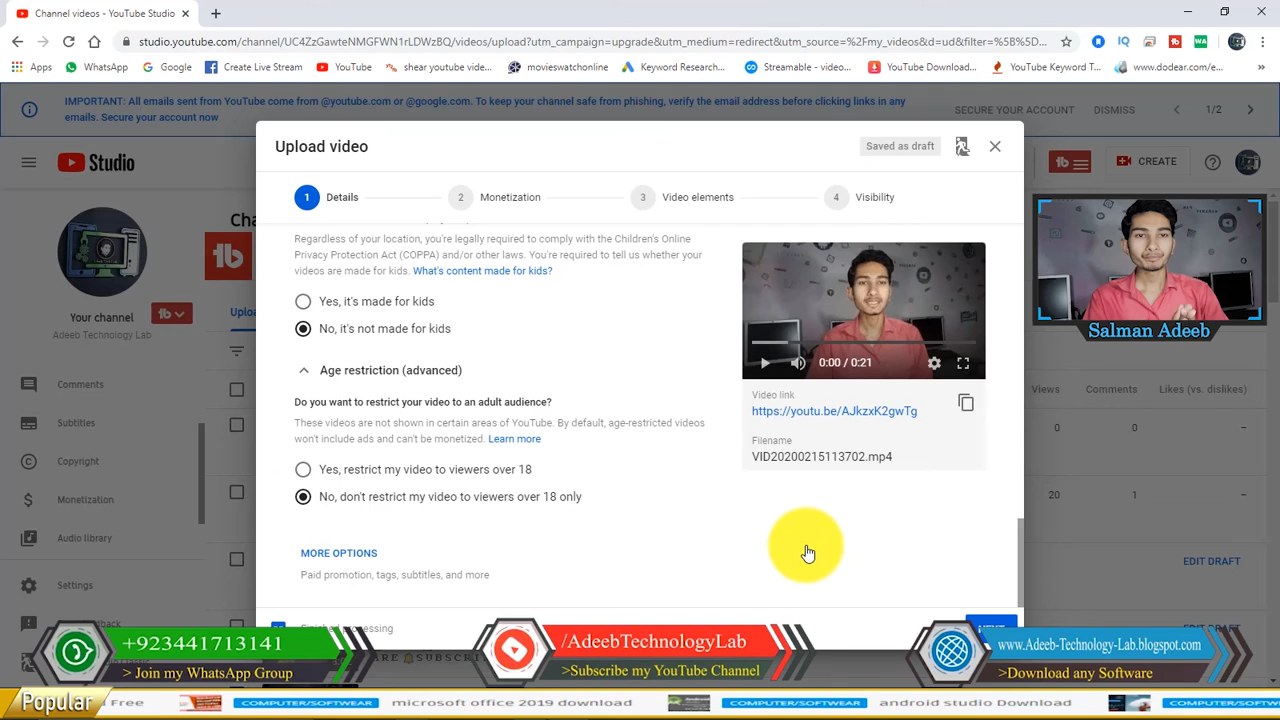 Channel videos - YouTube Studio
studio.youtube.com/channel/UC4ZzGawteNMGFWN1rLDWzBQ/videos/upload?utm_campaign=upgrade&utm_medium=redirect&utm_source=%2Fmy_videos&d=ud&filter=%5B%5D...
Apps WhatsApp Google Create Live Stream YouTube shear youtube vide... movieswatchonline Keyword Research... Streamable - video... YouTube Download... YouTube Keyword T... www.dodear.com/e...
IMPORTANT: All emails sent from YouTube come from @youtube.com or @google.com. To keep your channel safe from phishing, verify the email address before clicking links in any
emails. Secure your account now
SECURE YOUR ACCOUNT DISMISS 1/2
Studio
CREATE
Upload video
Saved as draft
1 Details 2 Monetization 3 Video elements 4 Visibility
Regardless of your location, you're legally required to comply with the Children's Online
Privacy Protection Act (COPPA) and/or other laws. You're required to tell us whether your
videos are made for kids. What's content made for kids?
Yes, it's made for kids
No, it's not made for kids
Age restriction (advanced)
Do you want to restrict your video to an adult audience?
These videos are not shown in certain areas of YouTube. By default, age-restricted videos
won't include ads and can't be monetized. Learn more
Yes, restrict my video to viewers over 18
No, don't restrict my video to viewers over 18 only
MORE OPTIONS
Paid promotion, tags, subtitles, and more
Finished processing
NEXT
0:00 / 0:21
Video link
https://youtu.be/AJkzxK2gwTg
Filename
VID20200215113702.mp4
Your channel
Adeeb Technology Lab
Comments
Subtitles
Copyright
Monetization
Audio library
Settings
Salman Adeeb
Views Comments Likes (vs. dislikes)
0 0 –
20 1 –
EDIT DRAFT
+923441713141
> Join my WhatsApp Group
/AdeebTechnologyLab
>Subscribe my YouTube Channel
www.Adeeb-Technology-Lab.blogspot.com
>Download any Software
Popular
COMPUTER/SOFTWARE microsoft office 2019 download COMPUTER/SOFTWARE android studio Download